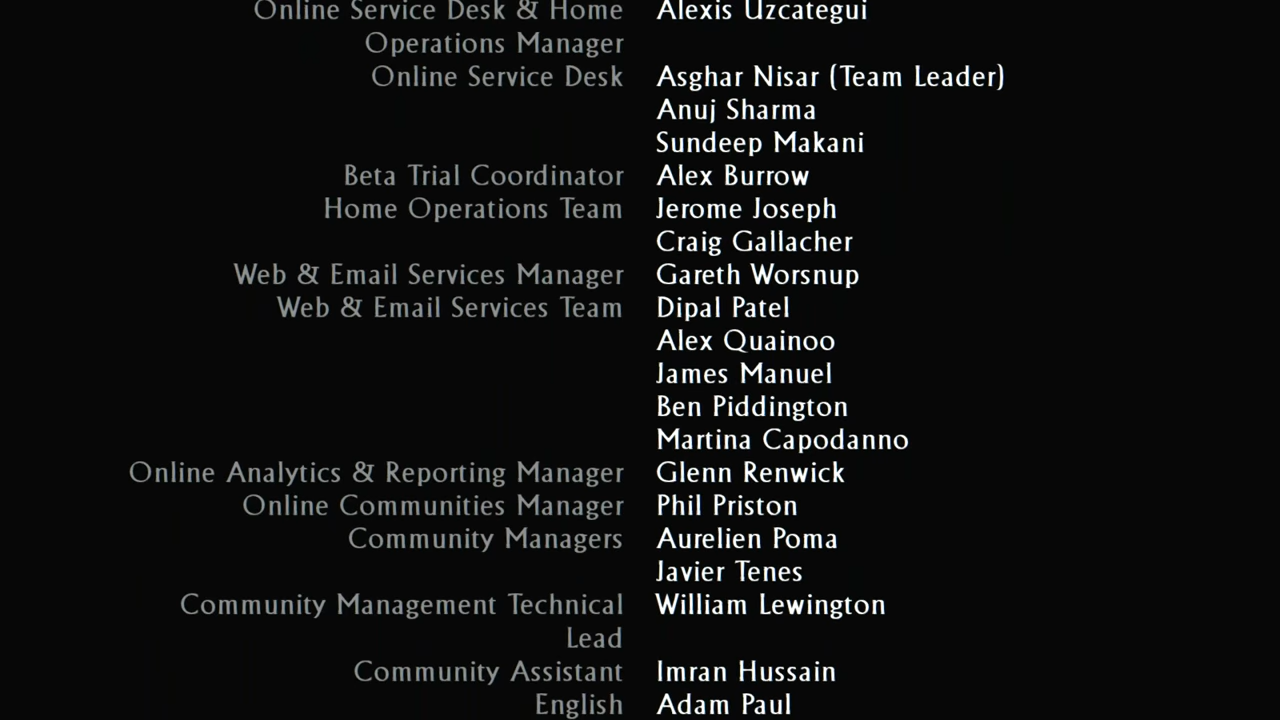 Online Service Desk & Home Alexis Uzcategui
Operations Manager
Online Service Desk Asghar Nisar (Team Leader)
Anuj Sharma
Sundeep Makani
Beta Trial Coordinator Alex Burrow
Home Operations Team Jerome Joseph
Craig Gallacher
Web & Email Services Manager Gareth Worsnup
Web & Email Services Team Dipal Patel
Alex Quainoo
James Manuel
Ben Piddington
Martina Capodanno
Online Analytics & Reporting Manager Glenn Renwick
Online Communities Manager Phil Priston
Community Managers Aurelien Poma
Javier Tenes
Community Management Technical William Lewington
Lead
Community Assistant Imran Hussain
English Adam Paul